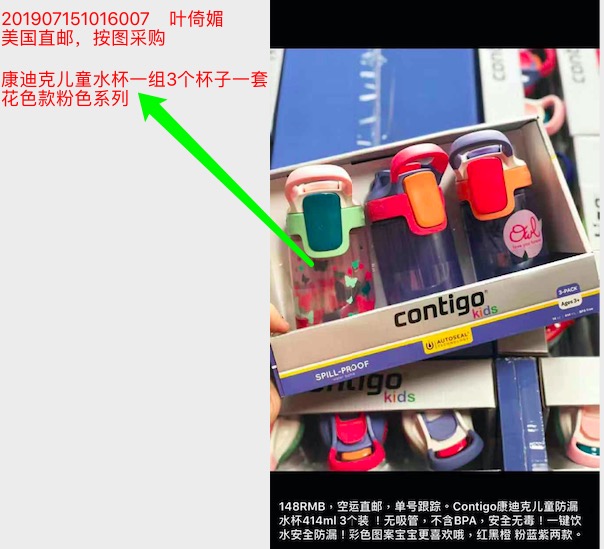 201907151016007 叶倚媚
美国直邮，按图采购
康迪克儿童水杯一组3个杯子一套
花色款粉色系列
Owl
contigo
kids
3-PACK
Ages 3+
AUTOSEAL
SPILL-PROOF
contigo
kids
148RMB，空运直邮，单号跟踪。Contigo康迪克儿童防漏
水杯414ml 3个装 ！无吸管，不含BPA，安全无毒！一键饮
水安全防漏！彩色图案宝宝更喜欢哦，红黑橙 粉蓝紫两款。